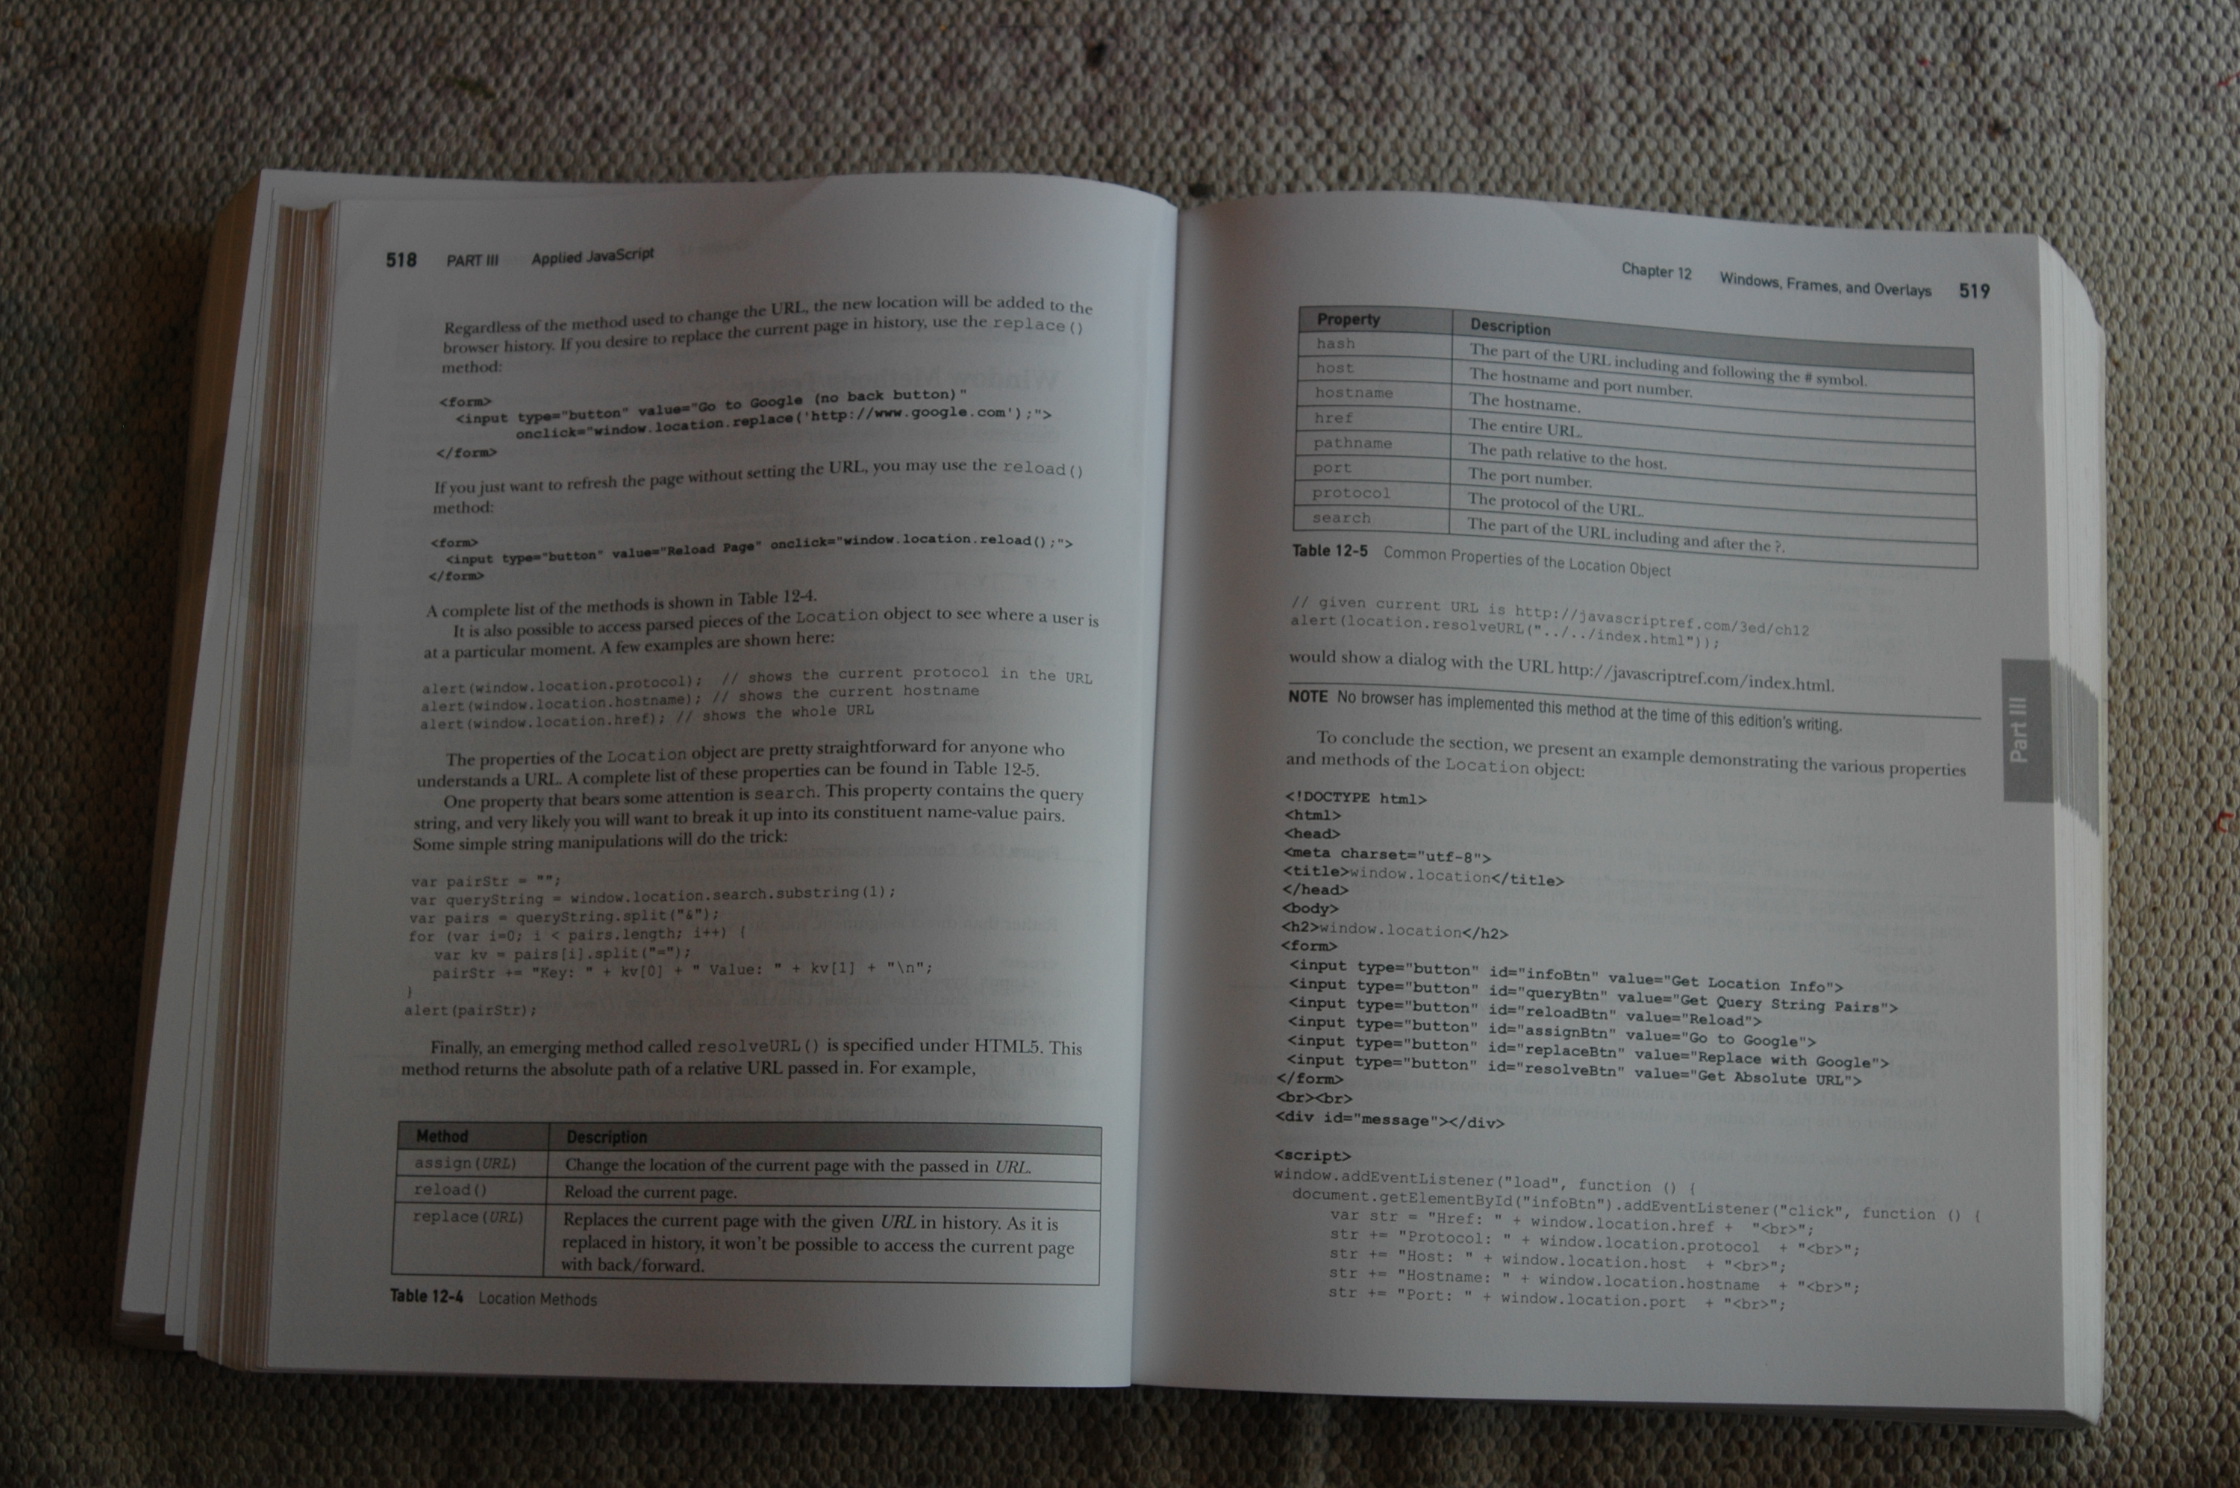 518 PART III Applied JavaScript
Regardless of the method used to change the URL, the new location will be added to the
browser history. If you desire to replace the current page in history, use the replace()
method:
<form>
<input type="button" value="Go to Google (no back button)"
onclick="window.location.replace('http://www.google.com');">
</form>
If you just want to refresh the page without setting the URL, you may use the reload()
method:
<form>
<input type="button" value="Reload Page" onclick="window.location.reload();">
</form>
A complete list of the methods is shown in Table 12-4.
It is also possible to access parsed pieces of the Location object to see where a user is
at a particular moment. A few examples are shown here:
alert(window.location.protocol); // shows the current protocol in the URL
alert(window.location.hostname); // shows the current hostname
alert(window.location.href); // shows the whole URL
The properties of the Location object are pretty straightforward for anyone who
understands a URL. A complete list of these properties can be found in Table 12-5.
One property that bears some attention is search. This property contains the query
string, and very likely you will want to break it up into its constituent name-value pairs.
Some simple string manipulations will do the trick:
var pairStr = "";
var queryString = window.location.search.substring(1);
var pairs = queryString.split("&");
for (var i=0; i < pairs.length; i++) {
var kv = pairs[i].split("=");
pairStr += "Key: " + kv[0] + " Value: " + kv[1] + "\n";
}
alert(pairStr);
Finally, an emerging method called resolveURL() is specified under HTML5. This
method returns the absolute path of a relative URL passed in. For example,
Method Description
assign(URL) Change the location of the current page with the passed in URL.
reload() Reload the current page.
replace(URL) Replaces the current page with the given URL in history. As it is
replaced in history, it won't be possible to access the current page
with back/forward.
Table 12-4 Location Methods
Chapter 12 Windows, Frames, and Overlays 519
Property Description
hash The part of the URL including and following the # symbol.
host The hostname and port number.
hostname The hostname.
href The entire URL.
pathname The path relative to the host.
port The port number.
protocol The protocol of the URL.
search The part of the URL including and after the ?.
Table 12-5 Common Properties of the Location Object
// given current URL is http://javascriptref.com/3ed/ch12
alert(location.resolveURL("../../index.html"));
would show a dialog with the URL http://javascriptref.com/index.html.
NOTE No browser has implemented this method at the time of this edition's writing.
To conclude the section, we present an example demonstrating the various properties
and methods of the Location object:
<!DOCTYPE html>
<html>
<head>
<meta charset="utf-8">
<title>window.location</title>
</head>
<body>
<h2>window.location</h2>
<form>
<input type="button" id="infoBtn" value="Get Location Info">
<input type="button" id="queryBtn" value="Get Query String Pairs">
<input type="button" id="reloadBtn" value="Reload">
<input type="button" id="assignBtn" value="Go to Google">
<input type="button" id="replaceBtn" value="Replace with Google">
<input type="button" id="resolveBtn" value="Get Absolute URL">
</form>
<br><br>
<div id="message"></div>
<script>
window.addEventListener("load", function () {
document.getElementById("infoBtn").addEventListener("click", function () {
var str = "Href: " + window.location.href + "<br>";
str += "Protocol: " + window.location.protocol + "<br>";
str += "Host: " + window.location.host + "<br>";
str += "Hostname: " + window.location.hostname + "<br>";
str += "Port: " + window.location.port + "<br>";
Part III